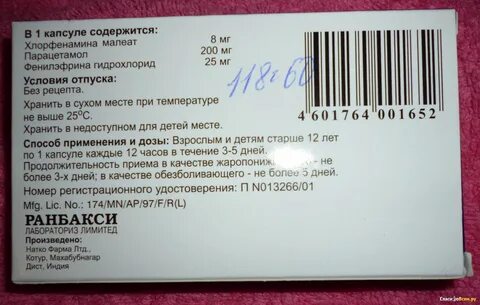 В 1 капсуле содержится:
Хлорфенамина малеат 8 мг
Парацетамол 200 мг
Фенилэфрина гидрохлорид 25 мг
Условия отпуска:
Без рецепта.
Хранить в сухом месте при температуре
не выше 25°С.
Хранить в недоступном для детей месте.
Способ применения и дозы: Взрослым и детям старше 12 лет
по 1 капсуле каждые 12 часов в течение 3-5 дней.
Продолжительность приема в качестве жаропонижающего - не
более 3-х дней; в качестве обезболивающего - не более 5 дней.
Номер регистрационного удостоверения: П N013266/01
Mfg. Lic. No.: 174/MN/AP/97/F/R(L)
РАНБАКСИ
ЛАБОРАТОРИЗ ЛИМИТЕД
Произведено:
Натко Фарма Лтд.,
Котур, Махабубнагар
Дист, Индия
118=60
4 601764 001652